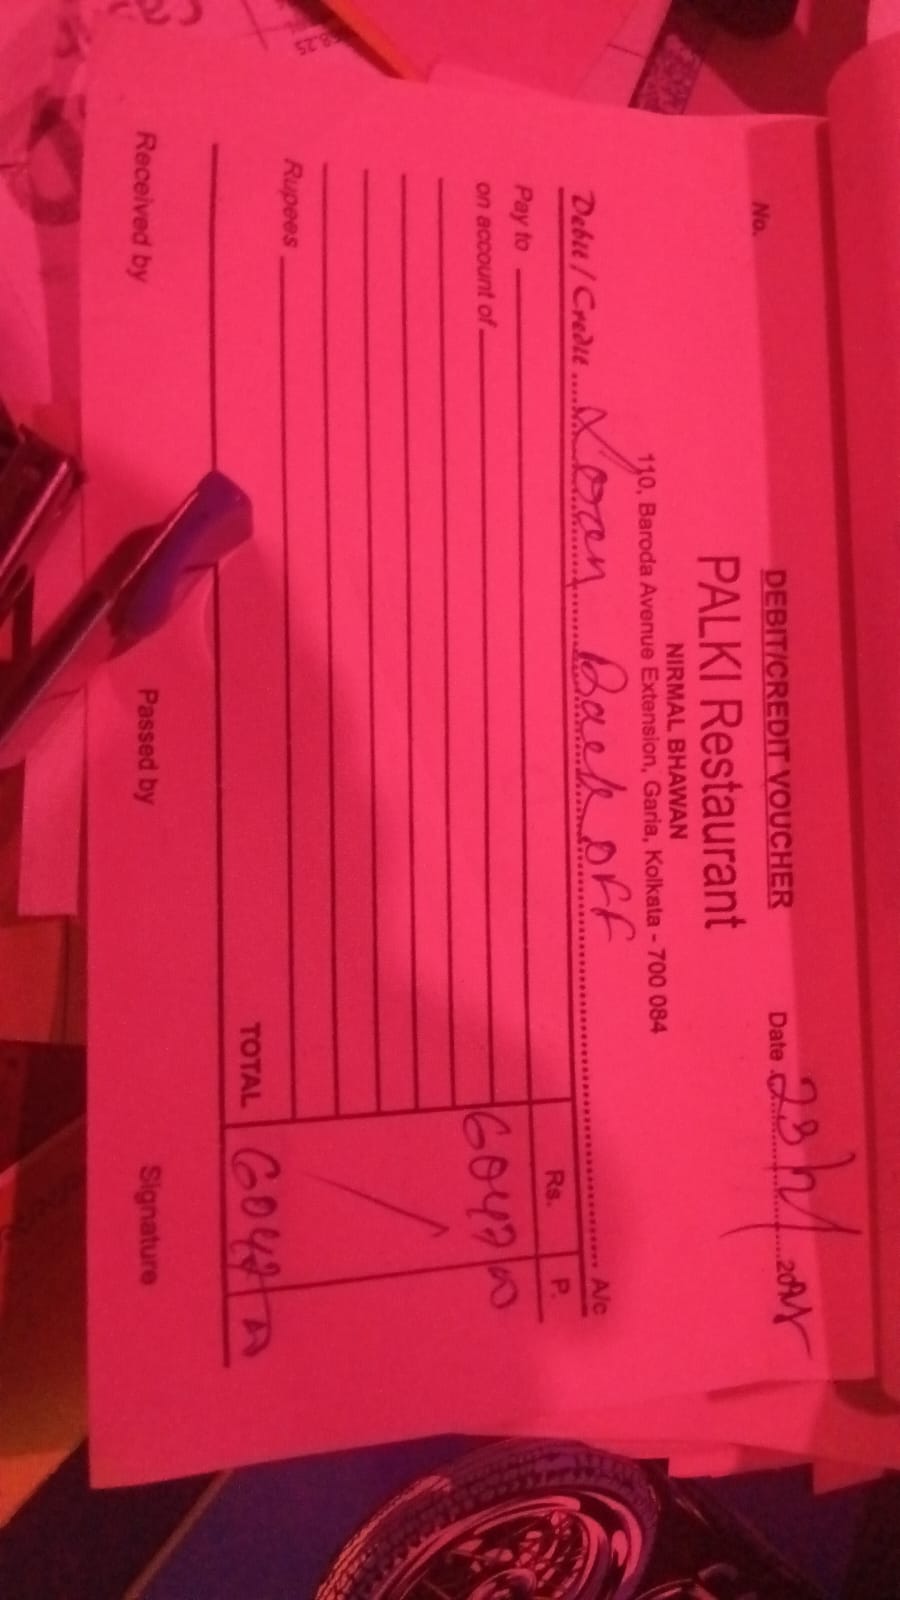 DEBIT/CREDIT VOUCHER
No.
Date 23
PALKI Restaurant
NIRMAL BHAWAN
110, Baroda Avenue Extension, Garia, Kolkata - 700 084
Debit / Credit Loan Back off A/c
Rs. P.
Pay to
on account of 6047 00
Rupees
TOTAL 6047 00
Received by Passed by Signature